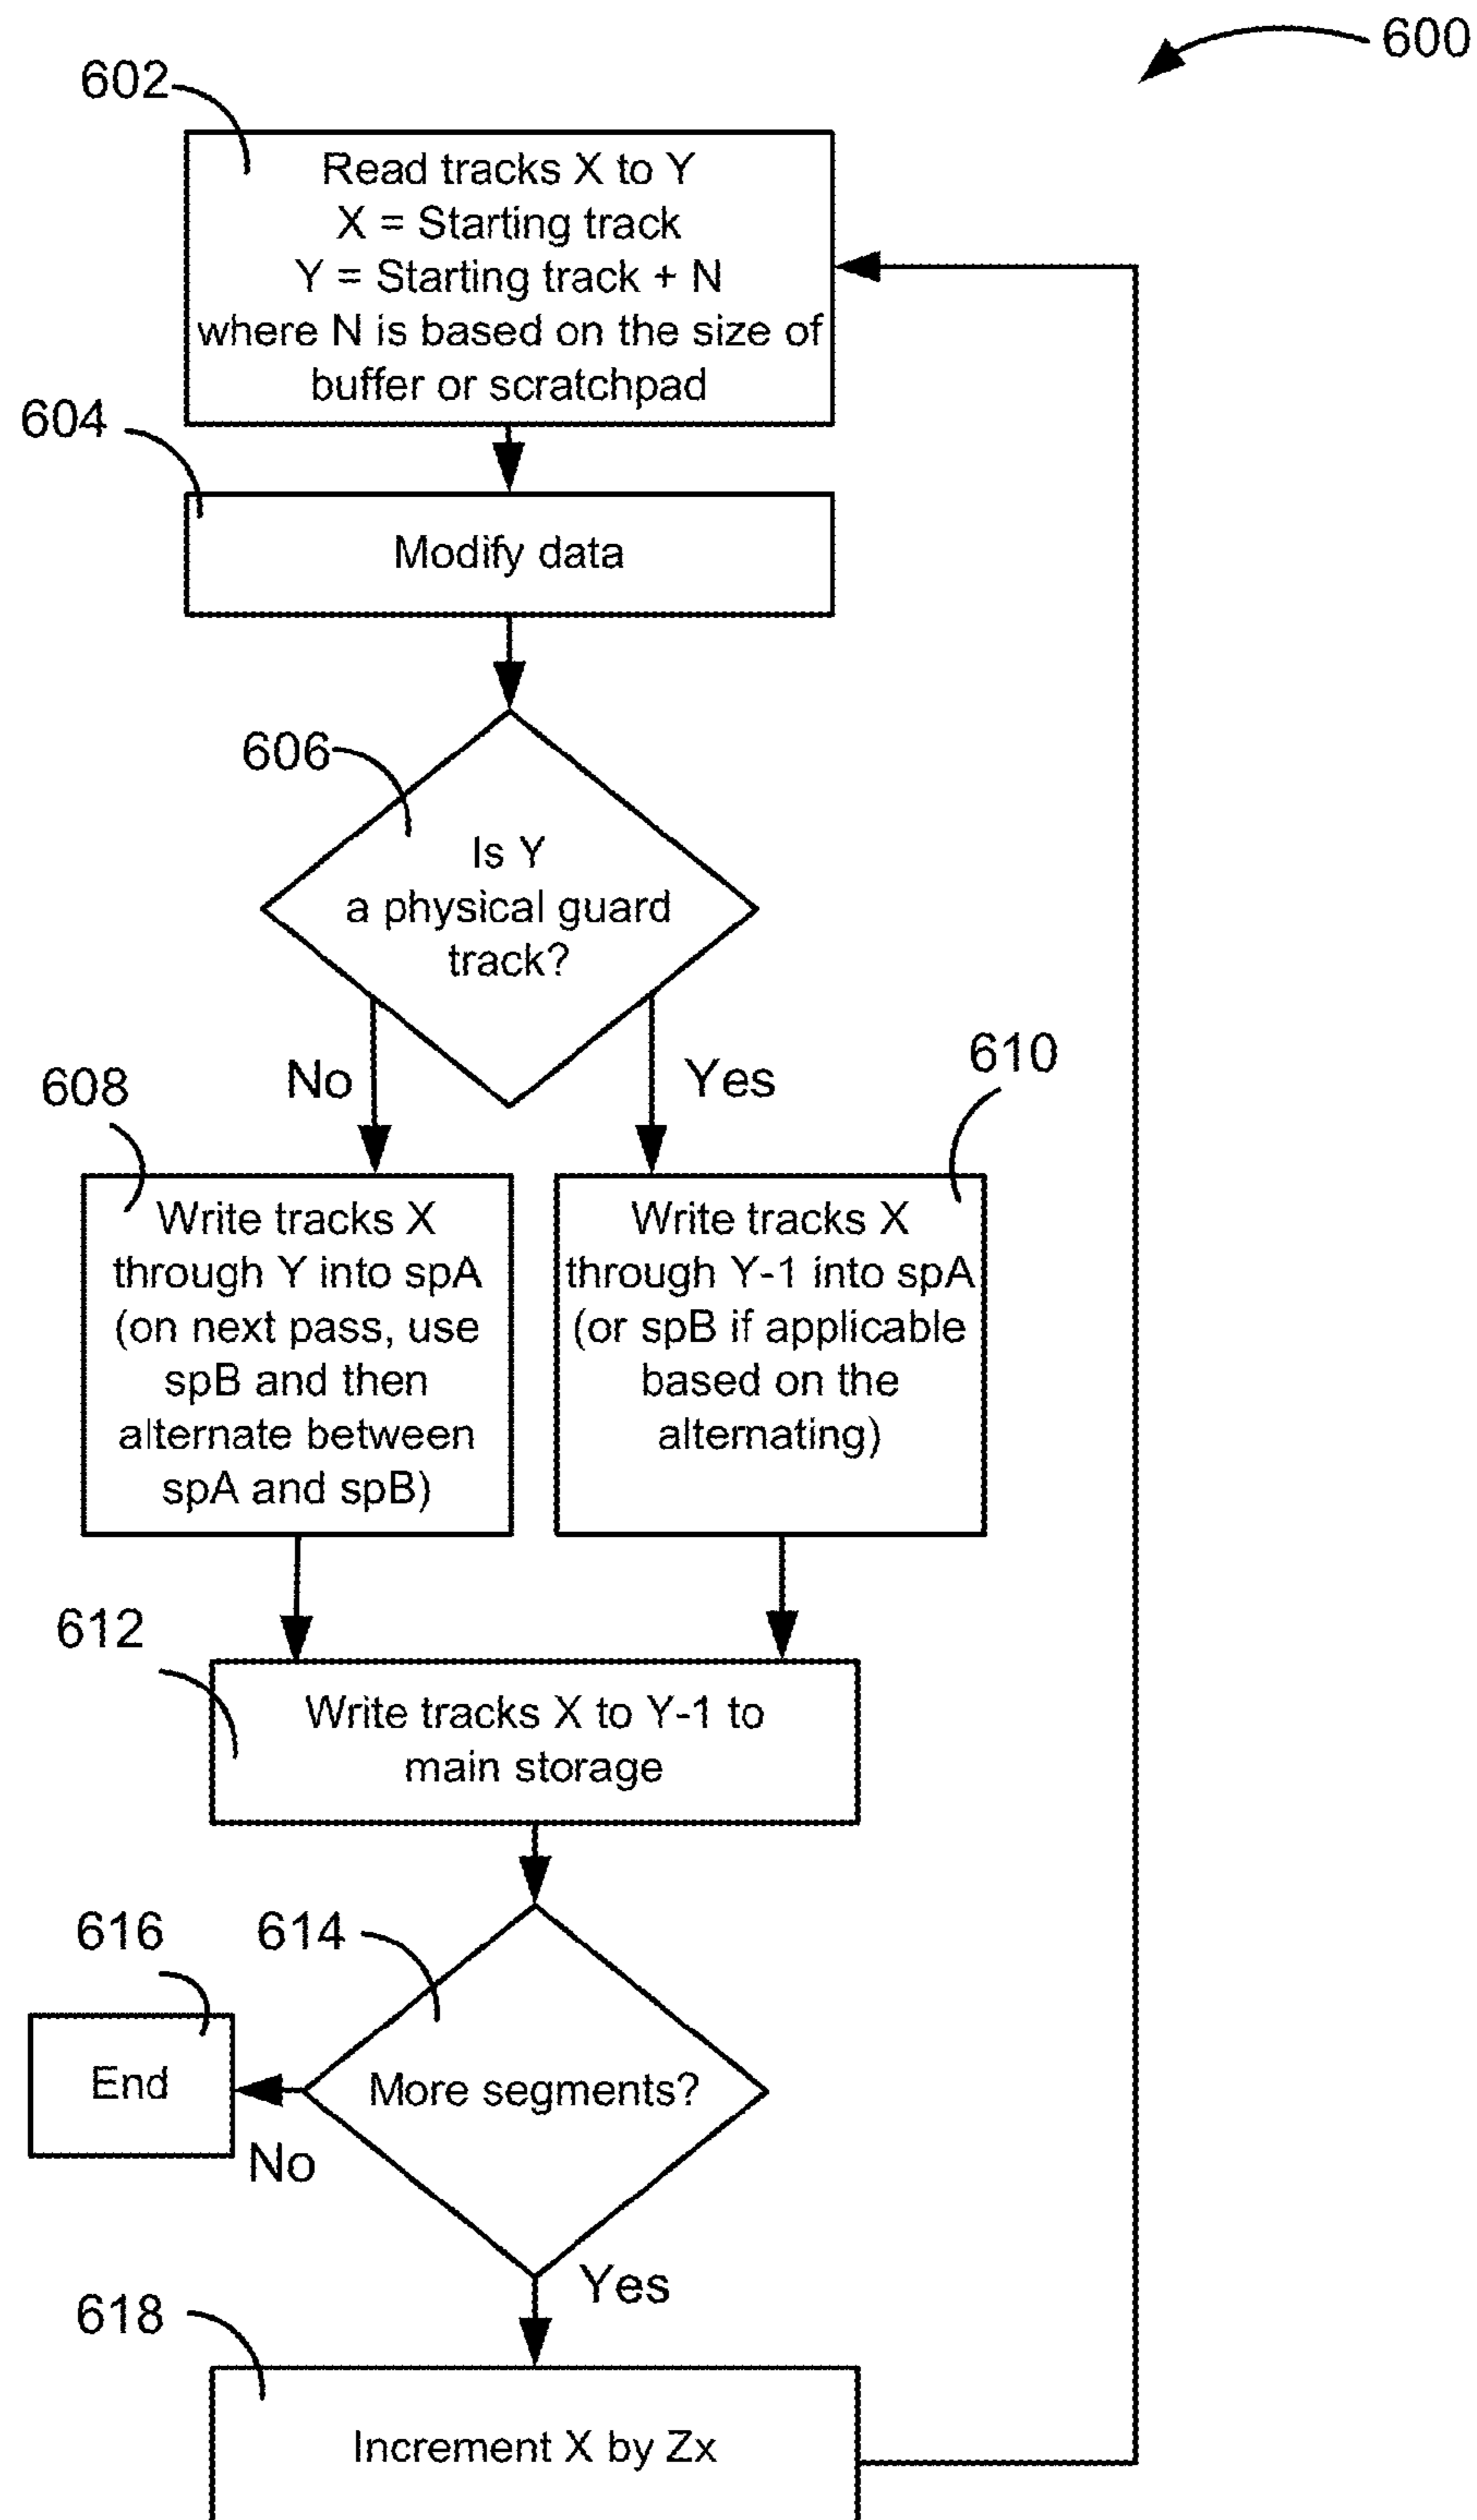 600
602
Read tracks X to Y
X = Starting track
Y = Starting track + N
where N is based on the size of
buffer or scratchpad
604
Modify data
606
Is Y
a physical guard
track?
No
Yes
608
610
Write tracks X
through Y into spA
(on next pass, use
spB and then
alternate between
spA and spB)
Write tracks X
through Y-1 into spA
(or spB if applicable
based on the
alternating)
612
Write tracks X to Y-1 to
main storage
616
614
End
More segments?
No
Yes
618
Increment X by Zx